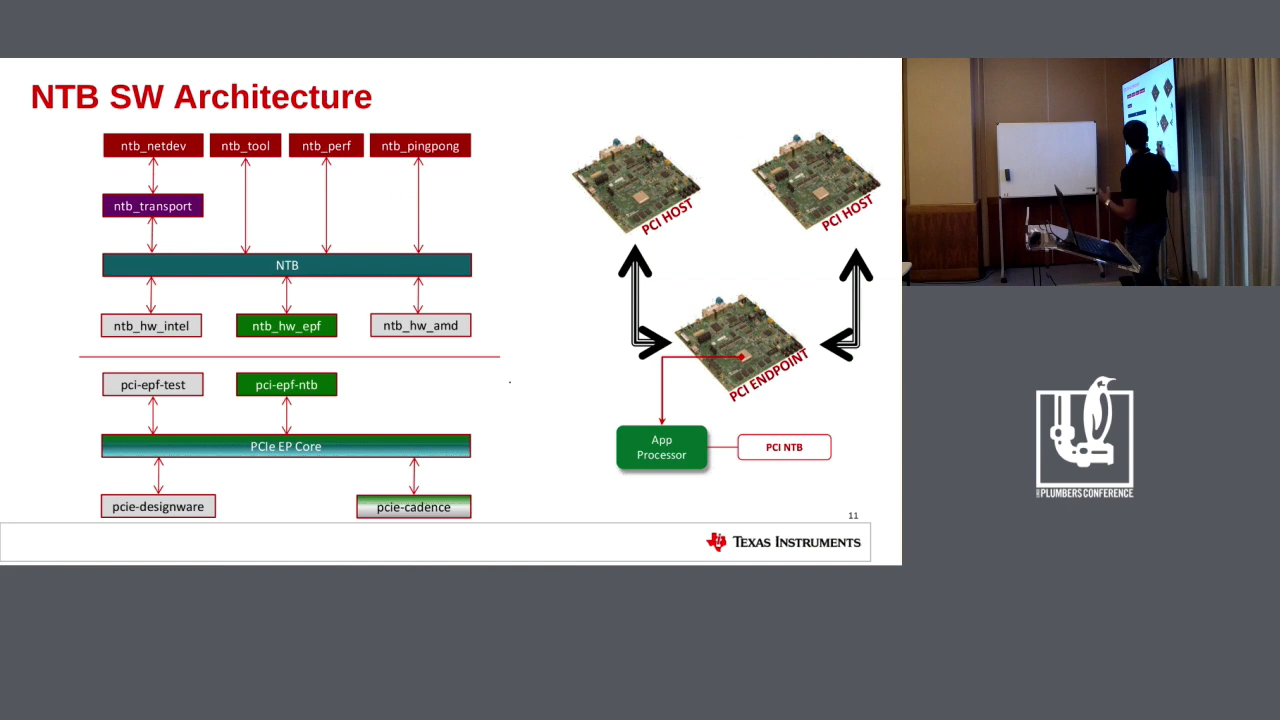 NTB SW Architecture
ntb_netdev
ntb_tool
ntb_perf
ntb_pingpong
ntb_transport
NTB
ntb_hw_intel
ntb_hw_epf
ntb_hw_amd
pci-epf-test
pci-epf-ntb
PCIe EP Core
pcie-designware
pcie-cadence
PCI HOST
PCI HOST
PCI ENDPOINT
App
Processor
PCI NTB
11
TEXAS INSTRUMENTS
PLUMBERS CONFERENCE